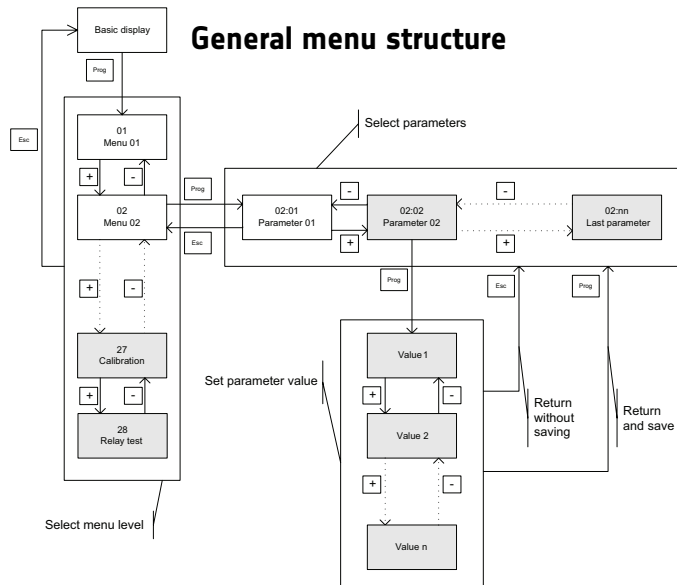 General menu structure
Basic display
Prog
Esc
01
Menu 01
+
-
02
Menu 02
Prog
Esc
Select parameters
02:01
Parameter 01
-
+
02:02
Parameter 02
-
+
02:nn
Last parameter
+
-
27
Calibration
+
-
28
Relay test
Select menu level
Prog
Set parameter value
Value 1
+
-
Value 2
+
-
Value n
Esc
Prog
Return
without
saving
Return
and save